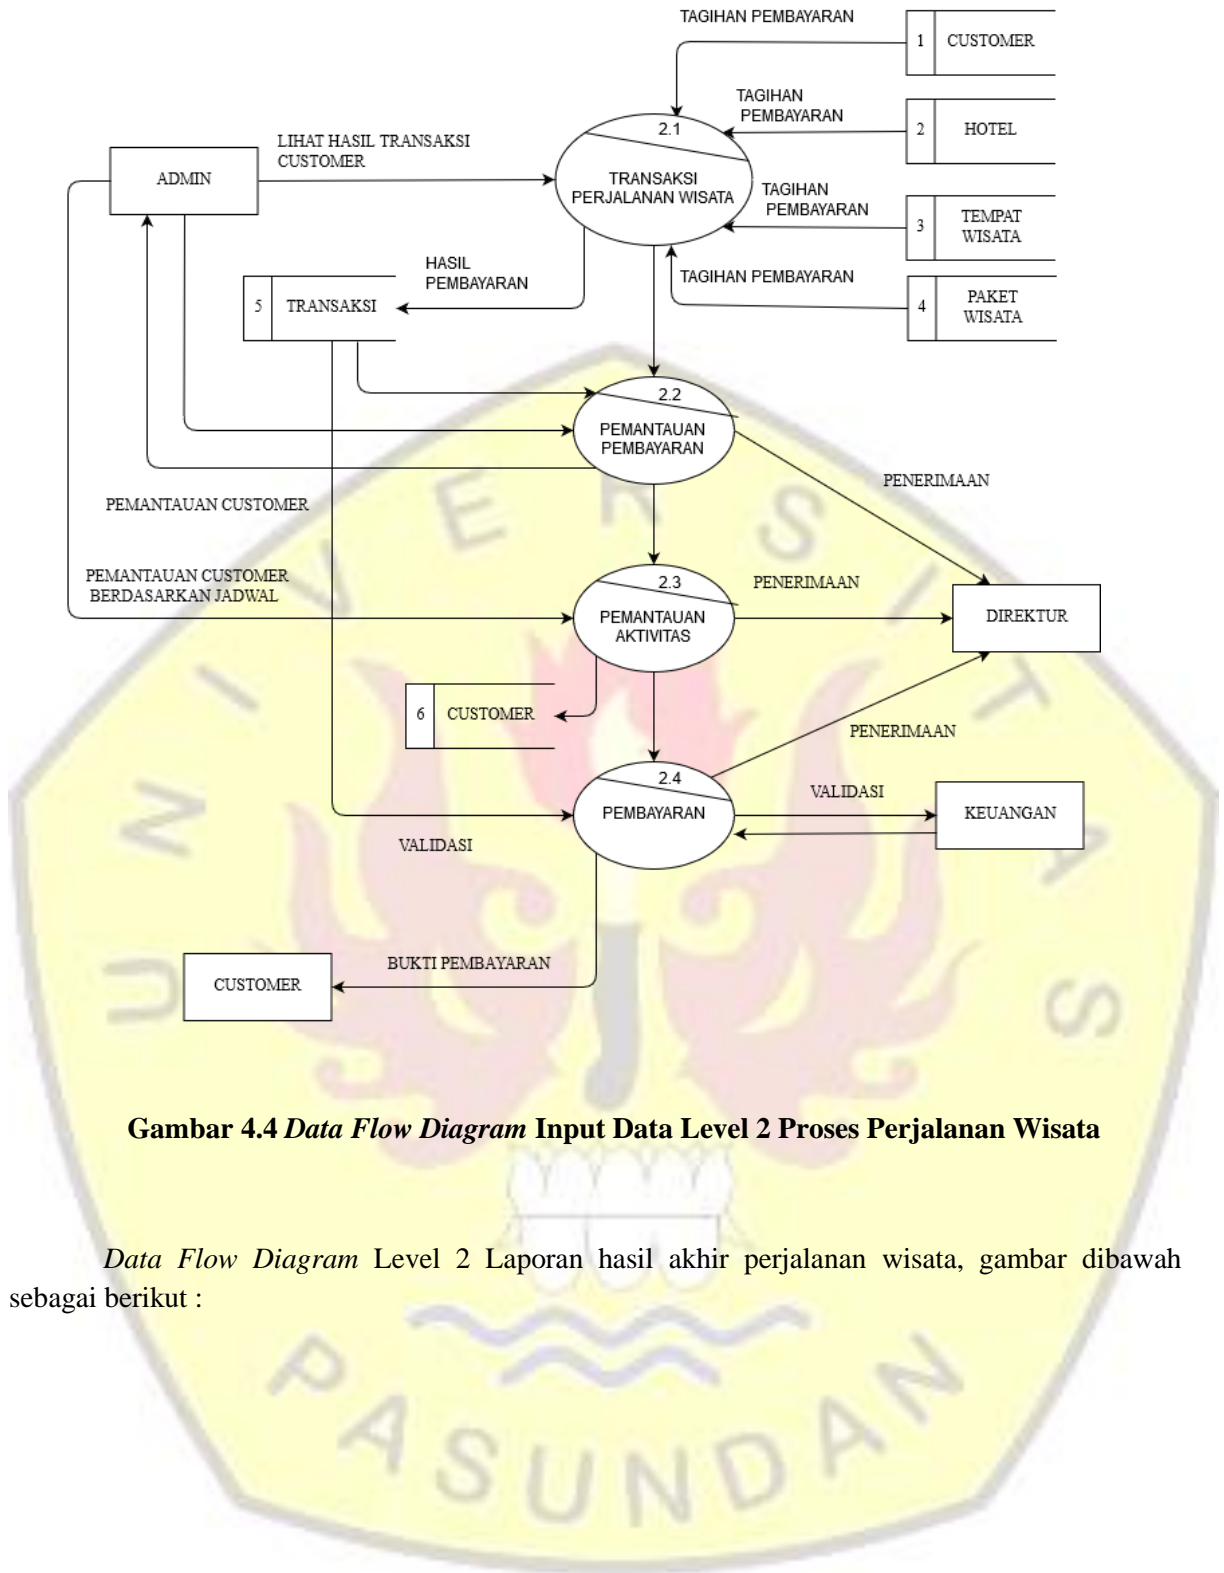 TAGIHAN PEMBAYARAN
1
CUSTOMER
TAGIHAN
PEMBAYARAN
2
HOTEL
2.1
LIHAT HASIL TRANSAKSI
CUSTOMER
ADMIN
TRANSAKSI
PERJALANAN WISATA
TAGIHAN
PEMBAYARAN
3
TEMPAT
WISATA
HASIL
PEMBAYARAN
TAGIHAN PEMBAYARAN
4
PAKET
WISATA
5
TRANSAKSI
2.2
PEMANTAUAN
PEMBAYARAN
PENERIMAAN
PEMANTAUAN CUSTOMER
PEMANTAUAN CUSTOMER
BERDASARKAN JADWAL
2.3
PENERIMAAN
PEMANTAUAN
AKTIVITAS
DIREKTUR
6
CUSTOMER
PENERIMAAN
2.4
PEMBAYARAN
VALIDASI
KEUANGAN
VALIDASI
BUKTI PEMBAYARAN
CUSTOMER
UNIVERSITAS
Gambar 4.4 Data Flow Diagram Input Data Level 2 Proses Perjalanan Wisata
Data Flow Diagram Level 2 Laporan hasil akhir perjalanan wisata, gambar dibawah
sebagai berikut :
PASUNDAN